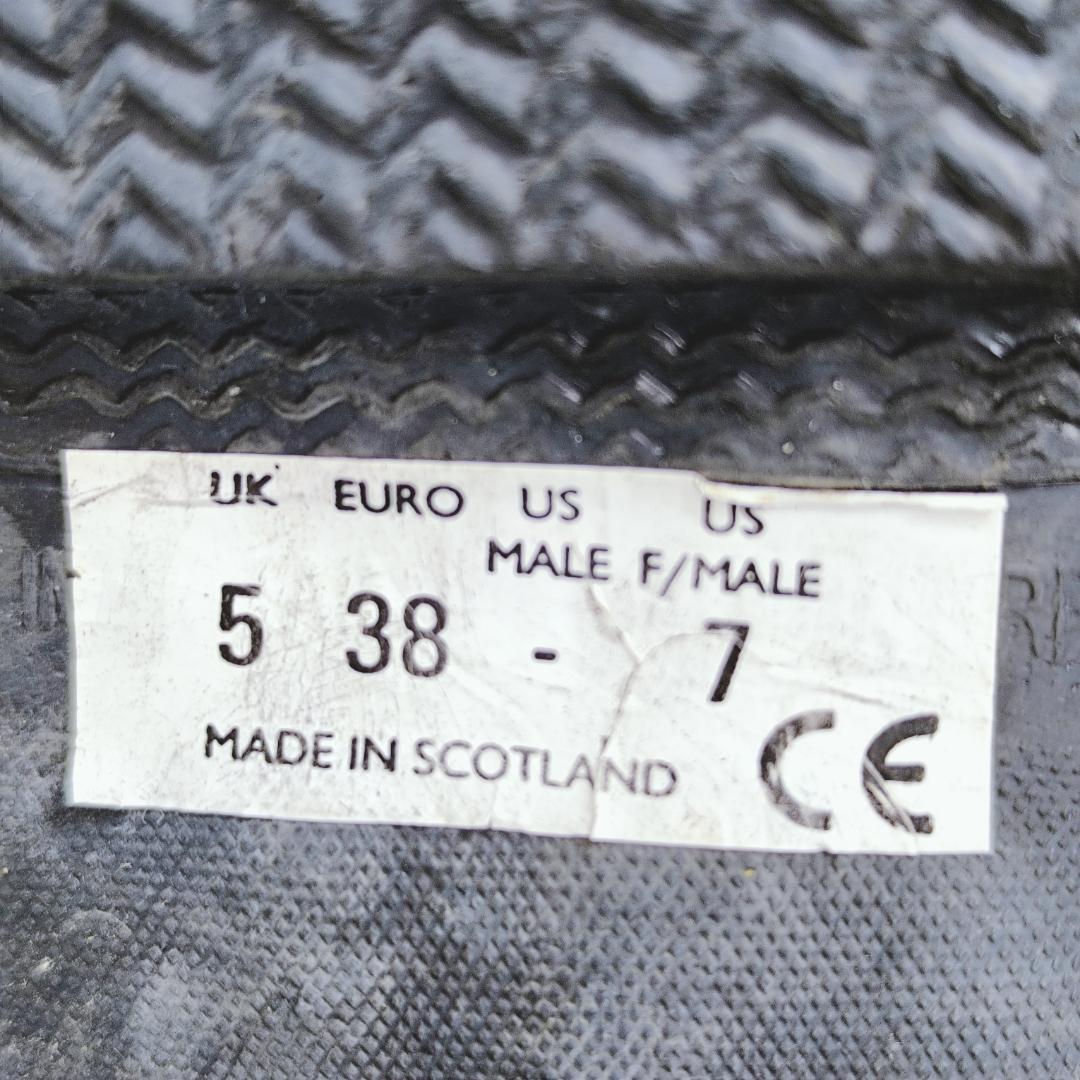 UK EURO US US
MALE F/MALE
5 38 - 7
MADE IN SCOTLAND CE